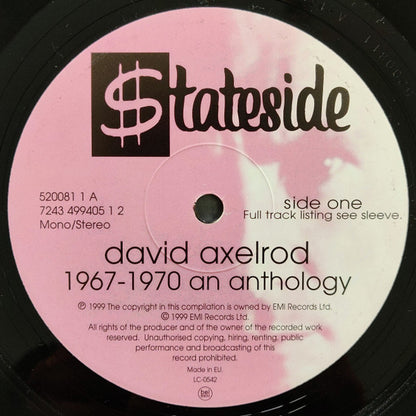 $tateside
520081 1 A
7243 499405 1 2
Mono/Stereo
side one
Full track listing see sleeve.
david axelrod
1967-1970 an anthology
℗ 1999 The copyright in this compilation is owned by EMI Records Ltd.
© 1999 EMI Records Ltd.
All rights of the producer and of the owner of the recorded work
reserved. Unauthorised copying, hiring, renting, public
performance and broadcasting of this
record prohibited.
Made in EU
LC-0542